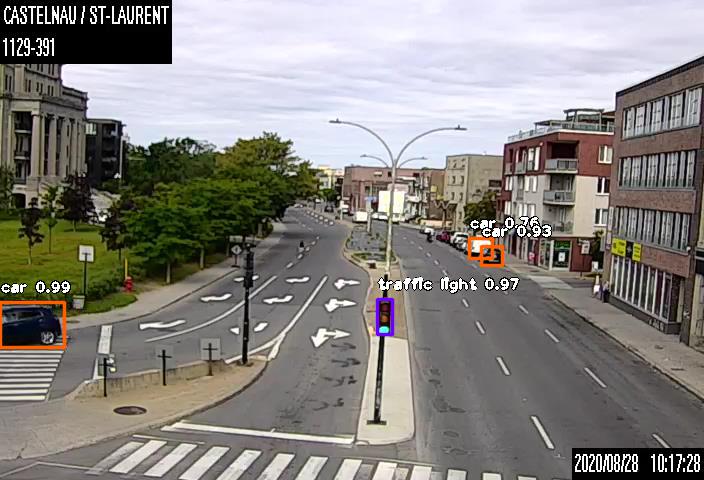 CASTELNAU / ST-LAURENT
1129-391
car 0.76
car 0.93
car 0.99
traffic light 0.97
2020/08/28 10:17:28